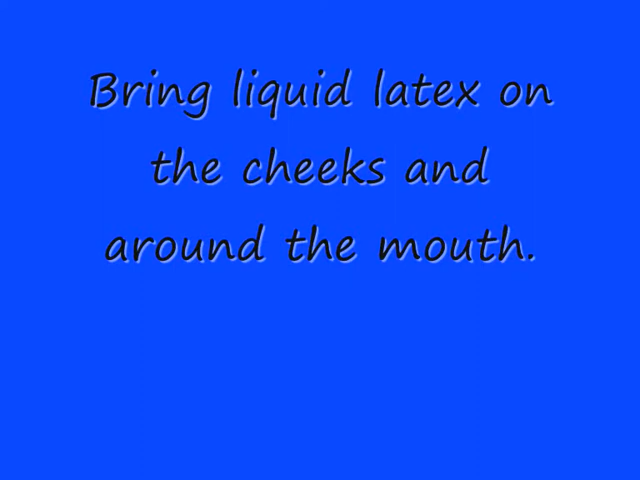 Bring liquid latex on
the cheeks and
around the mouth.